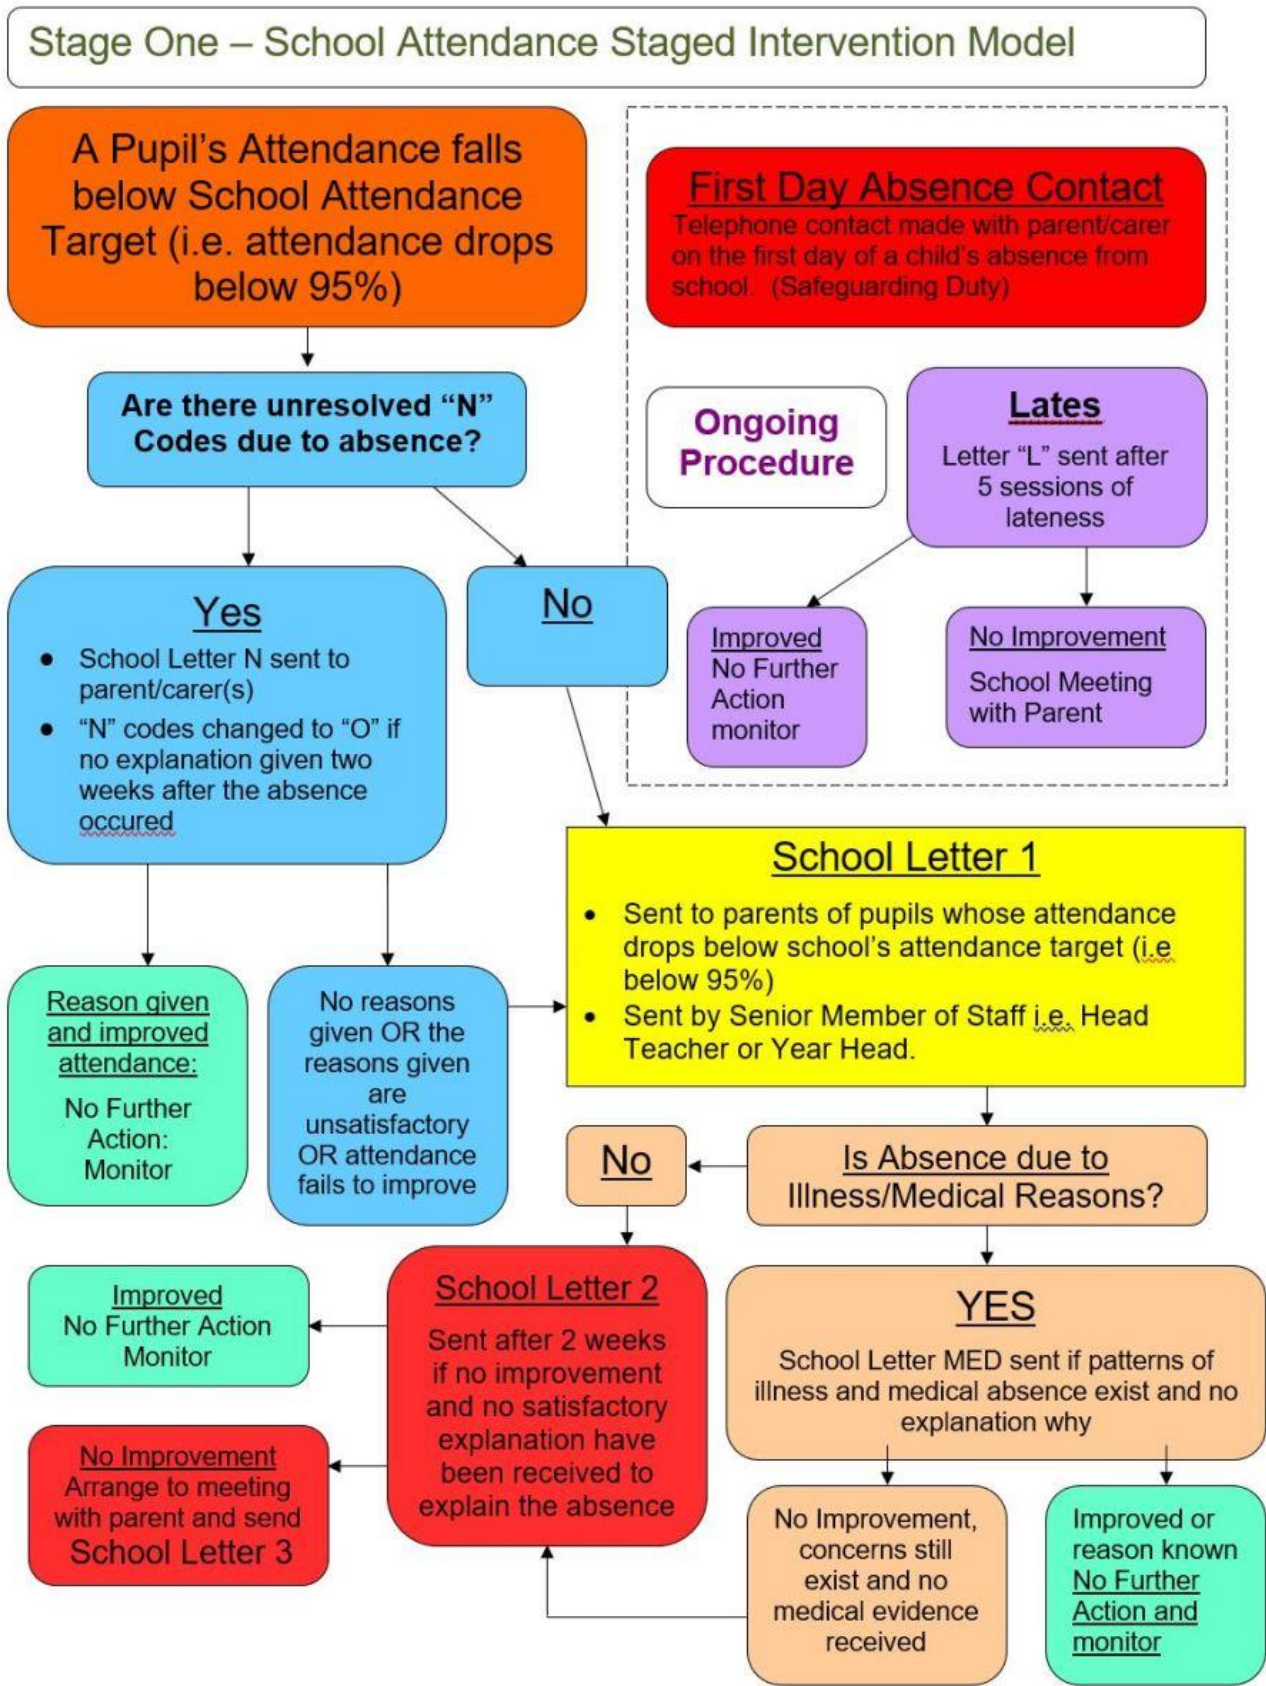 Stage One – School Attendance Staged Intervention Model
A Pupil’s Attendance falls
below School Attendance
Target (i.e. attendance drops
below 95%)
First Day Absence Contact
Telephone contact made with parent/carer
on the first day of a child’s absence from
school.  (Safeguarding Duty)
Are there unresolved “N”
Codes due to absence?
Ongoing
Procedure
Lates
Letter “L” sent after
5 sessions of
lateness
Yes
● School Letter N sent to
parent/carer(s)
● “N” codes changed to “O” if
no explanation given two
weeks after the absence
occured
No
Improved
No Further
Action
monitor
No Improvement
School Meeting
with Parent
School Letter 1
• Sent to parents of pupils whose attendance
drops below school’s attendance target (i.e
below 95%)
• Sent by Senior Member of Staff i.e. Head
Teacher or Year Head.
Reason given
and improved
attendance:
No Further
Action:
Monitor
No reasons
given OR the
reasons given
are
unsatisfactory
OR attendance
fails to improve
No
Is Absence due to
Illness/Medical Reasons?
Improved
No Further Action
Monitor
School Letter 2
Sent after 2 weeks
if no improvement
and no satisfactory
explanation have
been received to
explain the absence
YES
School Letter MED sent if patterns of
illness and medical absence exist and no
explanation why
No Improvement
Arrange to meeting
with parent and send
School Letter 3
No Improvement,
concerns still
exist and no
medical evidence
received
Improved or
reason known
No Further
Action and
monitor